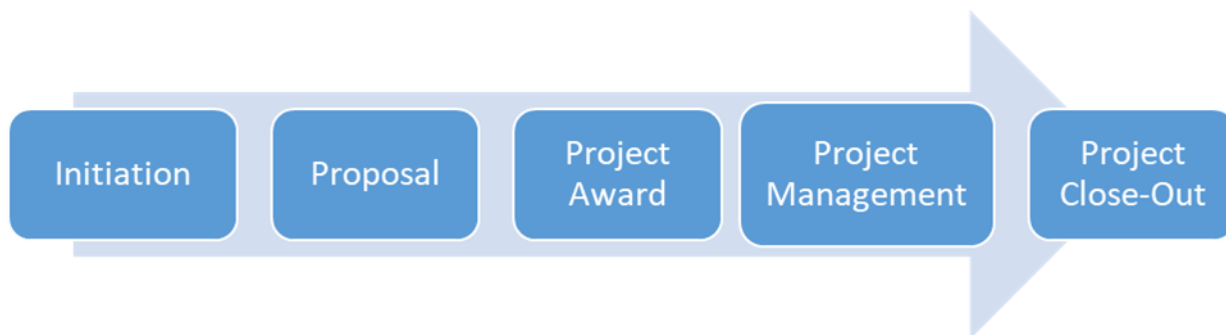 Initiation
Proposal
Project
Award
Project
Management
Project
Close-Out